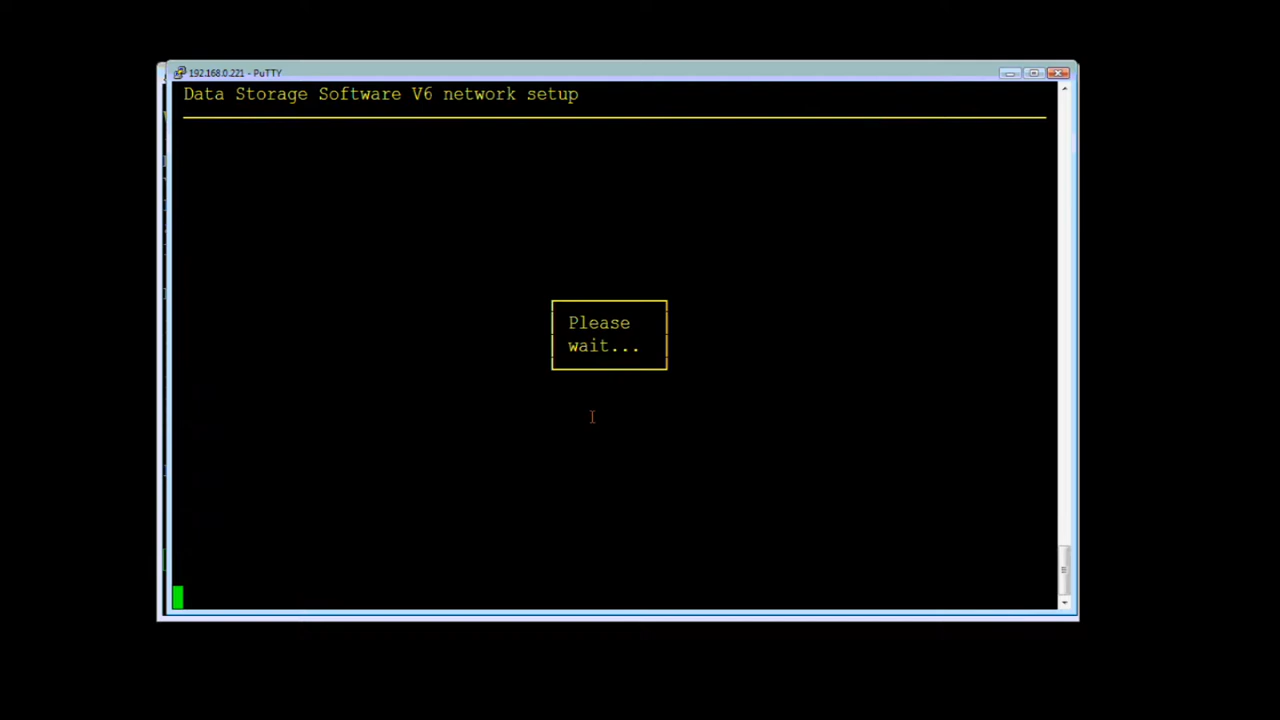 192.168.0.221 - PuTTY
Data Storage Software V6 network setup
Please
wait...